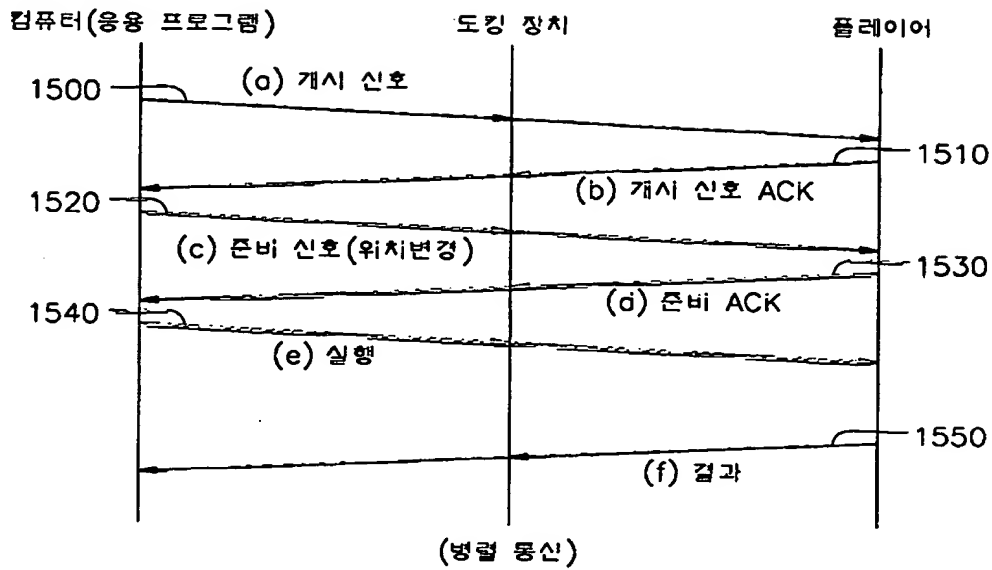 컴퓨터(응용 프로그램) 도킹 장치 플레이어
(a) 개시 신호
1500
1510
(b) 개시 신호 ACK
1520
(c) 준비 신호(위치변경)
1530
(d) 준비 ACK
1540
(e) 실행
1550
(f) 결과
(병렬 통신)